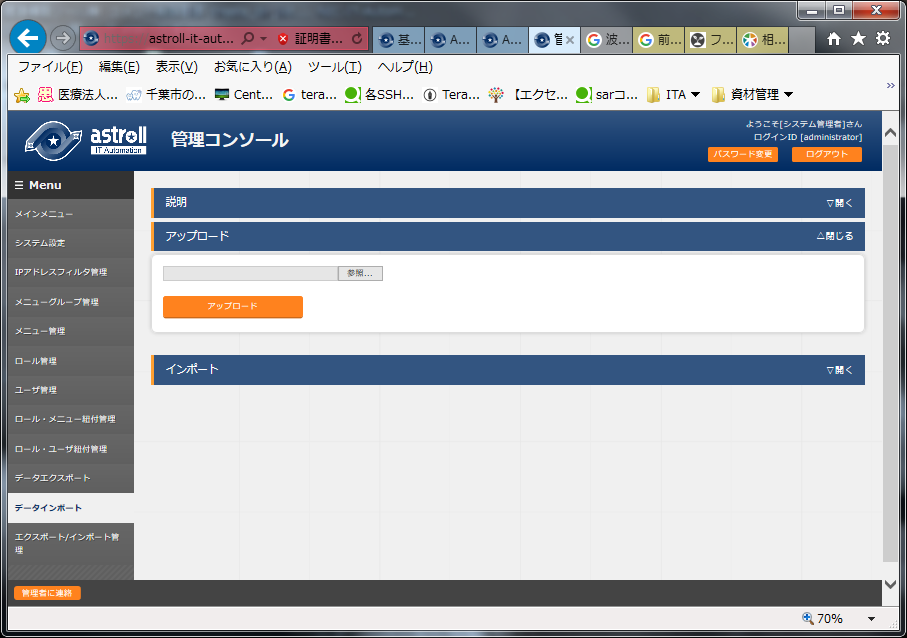 https://astroll-it-aut... 証明書...
基... A... A... 管 波... 前... フ... 相...
ファイル(F) 編集(E) 表示(V) お気に入り(A) ツール(T) ヘルプ(H)
医療法人... 千葉市の... Cent... tera... 各SSH... Tera... 【エクセ... sarコ... ITA 資材管理
astroll
IT Automation
管理コンソール
ようこそ[システム管理者]さん
ログインID [administrator]
パスワード変更 ログアウト
Menu
メインメニュー
システム設定
IPアドレスフィルタ管理
メニューグループ管理
メニュー管理
ロール管理
ユーザ管理
ロール・メニュー紐付管理
ロール・ユーザ紐付管理
データエクスポート
データインポート
エクスポート/インポート管
理
説明 ▽開く
アップロード △閉じる
参照...
アップロード
インポート ▽開く
管理者に連絡
70%